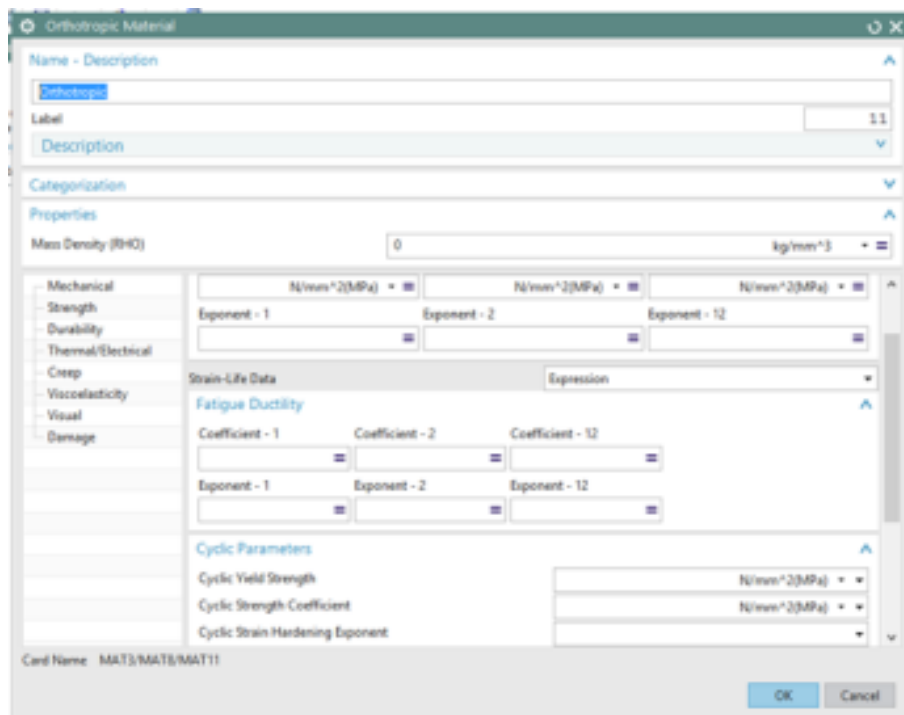 Orthotropic Material
Name - Description
Orthotropic
Label 11
Description
Categorization
Properties
Mass Density (RHO) 0 kg/mm^3
Mechanical
Strength
Durability
Thermal/Electrical
Creep
Viscoelasticity
Visual
Damage
N/mm^2(MPa) N/mm^2(MPa) N/mm^2(MPa)
Exponent - 1 Exponent - 2 Exponent - 12
Strain-Life Data Expression
Fatigue Ductility
Coefficient - 1 Coefficient - 2 Coefficient - 12
Exponent - 1 Exponent - 2 Exponent - 12
Cyclic Parameters
Cyclic Yield Strength N/mm^2(MPa)
Cyclic Strength Coefficient N/mm^2(MPa)
Cyclic Strain Hardening Exponent
Card Name MAT3/MAT8/MAT11
OK Cancel